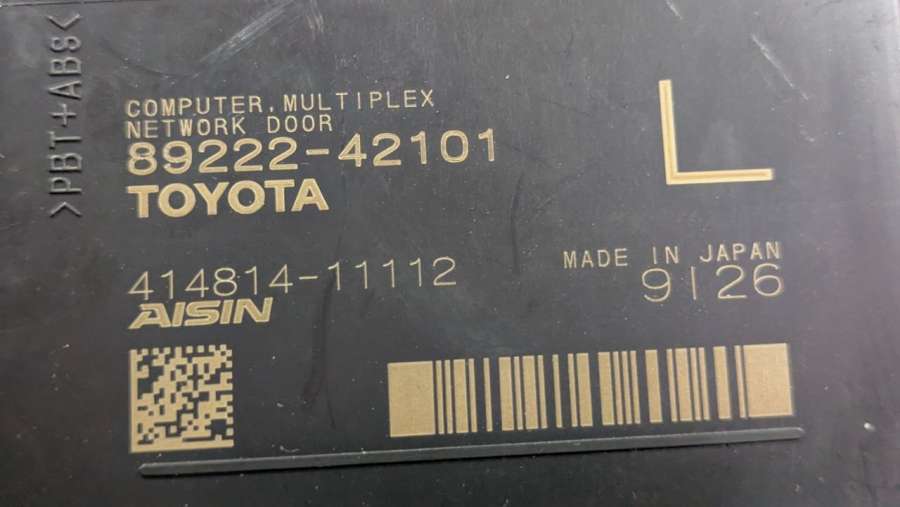 >PBT+ABS<
COMPUTER, MULTIPLEX
NETWORK DOOR
89222-42101
TOYOTA
L
414814-11112
AISIN
MADE IN JAPAN
9126